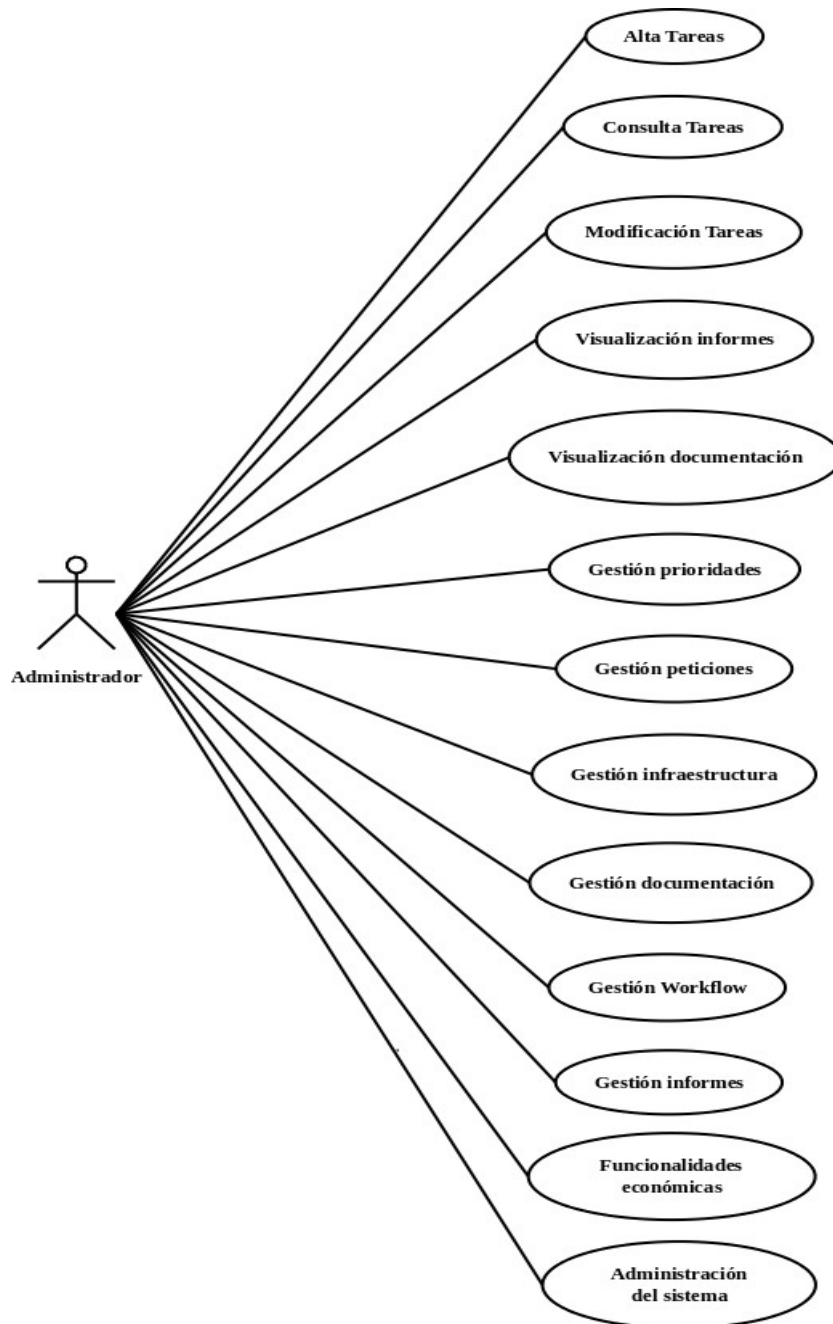 Alta Tareas
Consulta Tareas
Modificación Tareas
Visualización informes
Visualización documentación
Gestión prioridades
Gestión peticiones
Administrador
Gestión infraestructura
Gestión documentación
Gestión Workflow
Gestión informes
Funcionalidades
económicas
Administración
del sistema